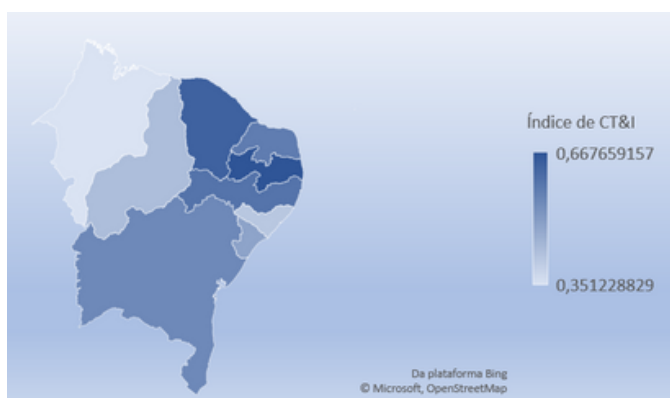 Índice de CT&I
0,667659157
0,351228829
Da plataforma Bing
© Microsoft, OpenStreetMap